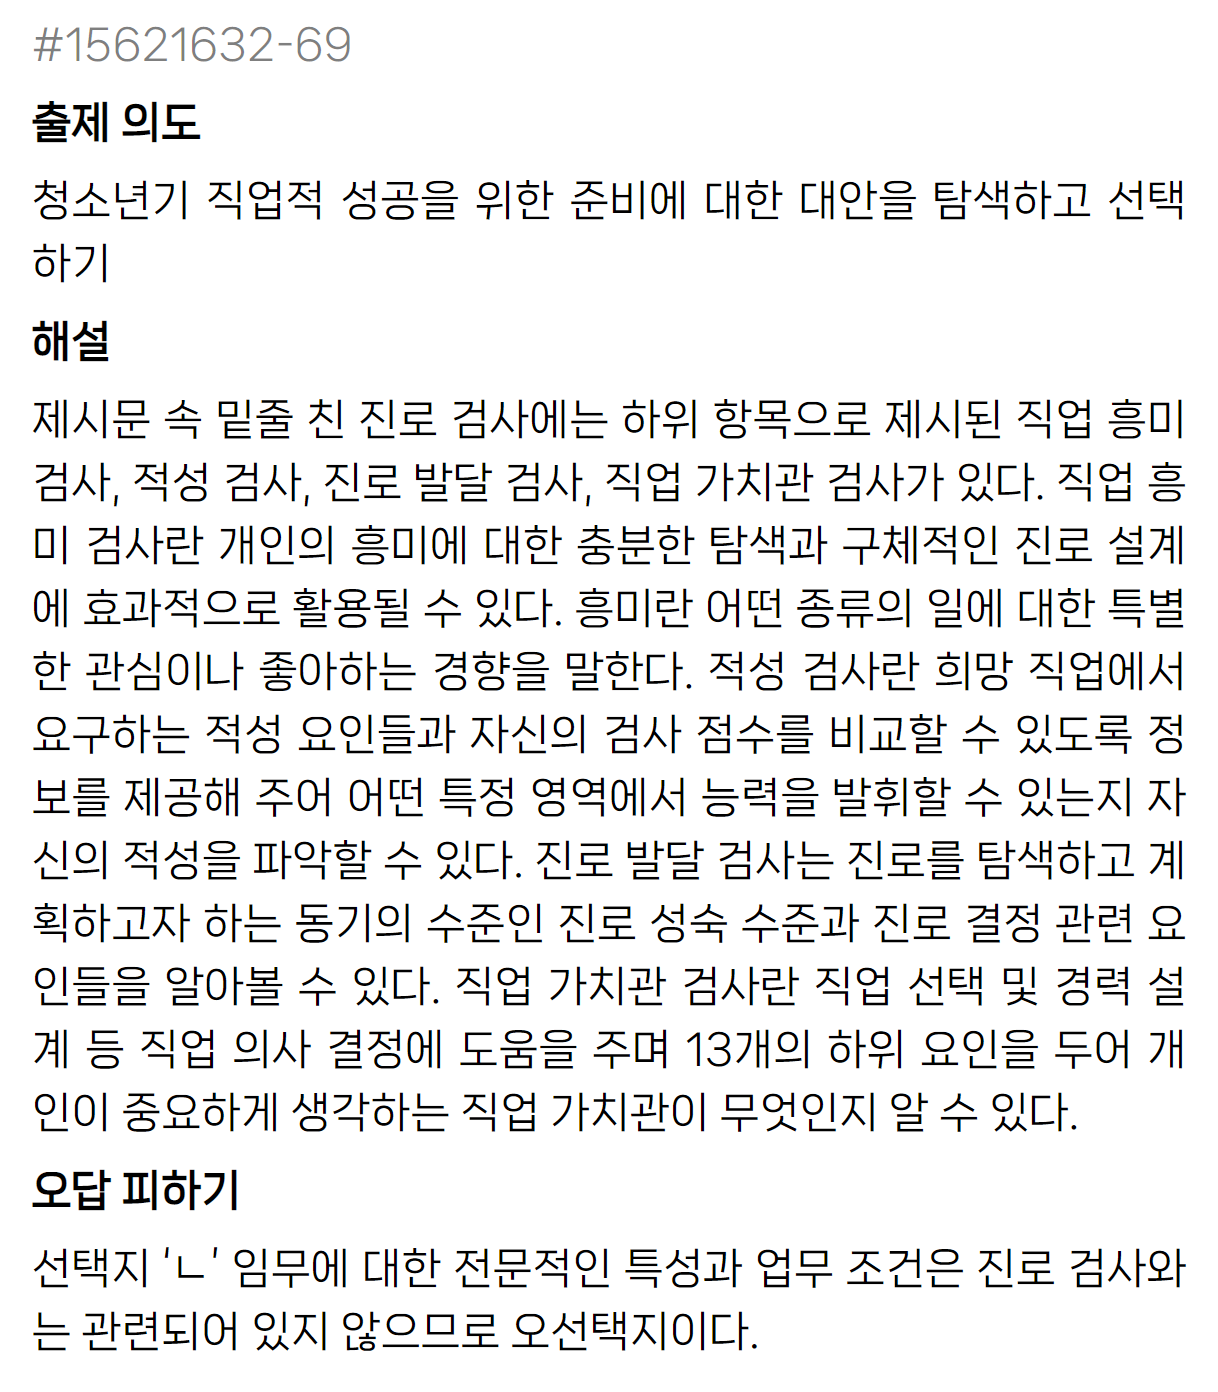 #15621632-69
출제 의도
청소년기 직업적 성공을 위한 준비에 대한 대안을 탐색하고 선택
하기
해설
제시문 속 밑줄 친 진로 검사에는 하위 항목으로 제시된 직업 흥미
검사, 적성 검사, 진로 발달 검사, 직업 가치관 검사가 있다. 직업 흥
미 검사란 개인의 흥미에 대한 충분한 탐색과 구체적인 진로 설계
에 효과적으로 활용될 수 있다. 흥미란 어떤 종류의 일에 대한 특별
한 관심이나 좋아하는 경향을 말한다. 적성 검사란 희망 직업에서
요구하는 적성 요인들과 자신의 검사 점수를 비교할 수 있도록 정
보를 제공해 주어 어떤 특정 영역에서 능력을 발휘할 수 있는지 자
신의 적성을 파악할 수 있다. 진로 발달 검사는 진로를 탐색하고 계
획하고자 하는 동기의 수준인 진로 성숙 수준과 진로 결정 관련 요
인들을 알아볼 수 있다. 직업 가치관 검사란 직업 선택 및 경력 설
계 등 직업 의사 결정에 도움을 주며 13개의 하위 요인을 두어 개
인이 중요하게 생각하는 직업 가치관이 무엇인지 알 수 있다.
오답 피하기
선택지 ‘ㄴ’ 임무에 대한 전문적인 특성과 업무 조건은 진로 검사와
는 관련되어 있지 않으므로 오선택지이다.